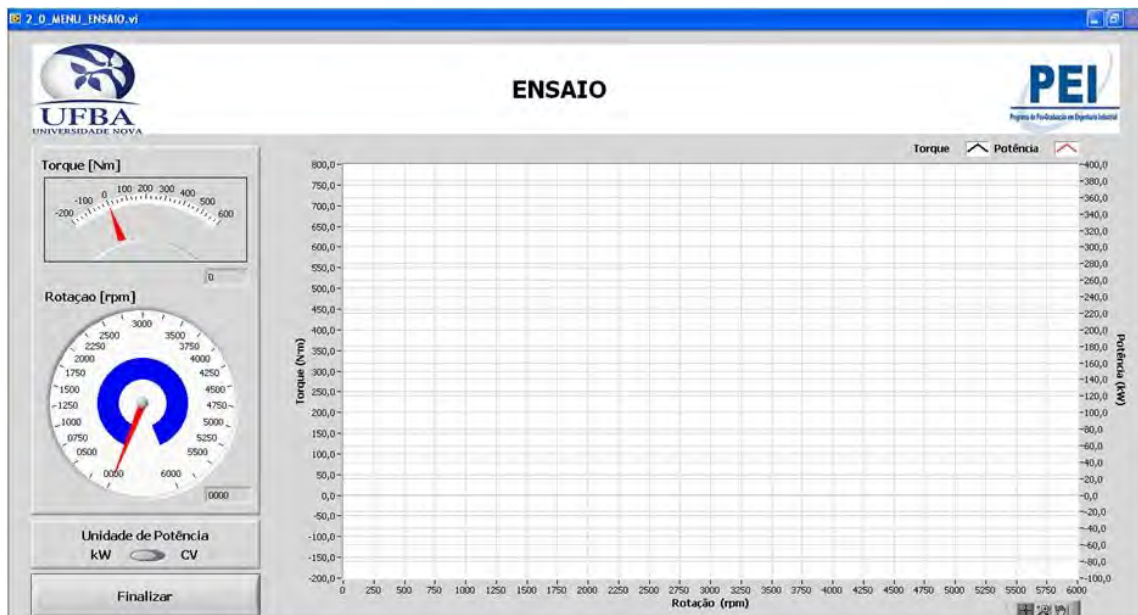 2_0_MENU_ENSAIO.vi
UFBA
UNIVERSIDADE NOVA
ENSAIO
PEI
Programa de Pós-Graduação em Engenharia Industrial
Torque [Nm]
-200 -100 0 100 200 300 400 500 600
0
Rotaçao [rpm]
0000 0500 0750 1000 1250 1500 1750 2000 2250 2500 3000 3500 3750 4000 4250 4500 4750 5000 5250 5500 6000
0000
Unidade de Potência
kW CV
Finalizar
Torque Potência
800,0 400,0
750,0 380,0
700,0 360,0
650,0 340,0
600,0 320,0
550,0 300,0
500,0 280,0
450,0 260,0
400,0 240,0
350,0 220,0
300,0 200,0
250,0 180,0
200,0 160,0
150,0 140,0
100,0 120,0
50,0 100,0
0,0 80,0
-50,0 60,0
-100,0 40,0
-150,0 20,0
-200,0 0,0
-20,0
-40,0
-60,0
-80,0
-100,0
Torque (N*m)
Potência (kW)
0 250 500 750 1000 1250 1500 1750 2000 2250 2500 2750 3000 3250 3500 3750 4000 4250 4500 4750 5000 5250 5500 5750 6000
Rotação (rpm)